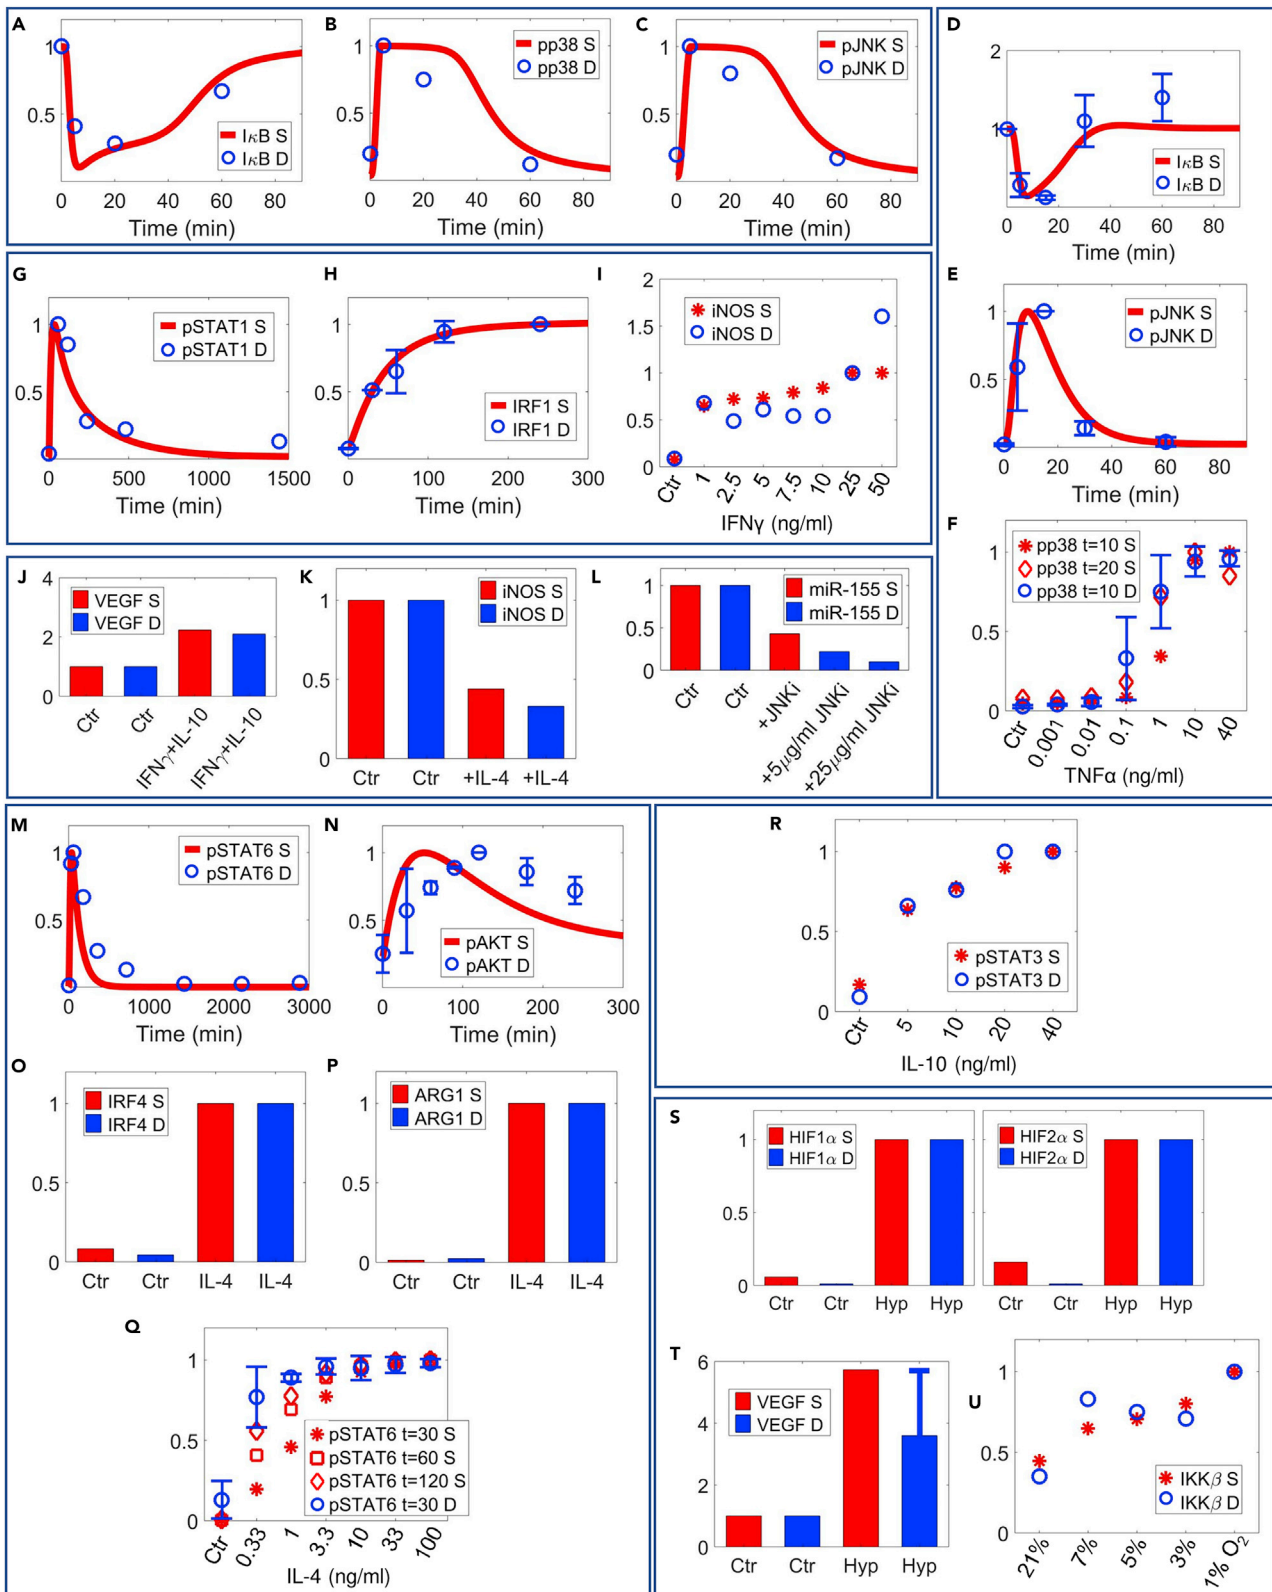 A
1
0.5
IκB S
IκB D
0 20 40 60 80
Time (min)
B
1
0.5
pp38 S
pp38 D
0 20 40 60 80
Time (min)
C
1
0.5
pJNK S
pJNK D
0 20 40 60 80
Time (min)
D
2
1
IκB S
IκB D
0 20 40 60 80
Time (min)
E
1
0.5
0
pJNK S
pJNK D
0 20 40 60 80
Time (min)
F
1
0.5
0
pp38 t=10 S
pp38 t=20 S
pp38 t=10 D
Ctr 0.001 0.01 0.1 1 10 40
TNFα (ng/ml)
G
1
0.5
pSTAT1 S
pSTAT1 D
0 500 1000 1500
Time (min)
H
1
0.5
IRF1 S
IRF1 D
0 100 200 300
Time (min)
I
2
1.5
1
0.5
0
iNOS S
iNOS D
Ctr 1 2.5 5 7.5 10 25 50
IFNγ (ng/ml)
J
4
2
0
VEGF S
VEGF D
Ctr Ctr IFNγ+IL-10 IFNγ+IL-10
K
1
0.5
0
iNOS S
iNOS D
Ctr Ctr +IL-4 +IL-4
L
1
0.5
0
miR-155 S
miR-155 D
Ctr Ctr +JNKi +5μg/ml JNKi +25μg/ml JNKi
M
1
0.5
0
pSTAT6 S
pSTAT6 D
0 1000 2000 3000
Time (min)
N
1
0.5
pAKT S
pAKT D
0 100 200 300
Time (min)
O
1
0.5
0
IRF4 S
IRF4 D
Ctr Ctr IL-4 IL-4
P
1
0.5
0
ARG1 S
ARG1 D
Ctr Ctr IL-4 IL-4
Q
1
0.5
0
pSTAT6 t=30 S
pSTAT6 t=60 S
pSTAT6 t=120 S
pSTAT6 t=30 D
Ctr 0.33 1 3.3 10 33 100
IL-4 (ng/ml)
R
1
0.5
0
pSTAT3 S
pSTAT3 D
Ctr 5 10 20 40
IL-10 (ng/ml)
S
1
0.5
0
HIF1α S
HIF1α D
Ctr Ctr Hyp Hyp
1
0.5
0
HIF2α S
HIF2α D
Ctr Ctr Hyp Hyp
T
6
4
2
0
VEGF S
VEGF D
Ctr Ctr Hyp Hyp
U
1
0.5
0
IKKβ S
IKKβ D
21% 7% 5% 3% 1% O₂